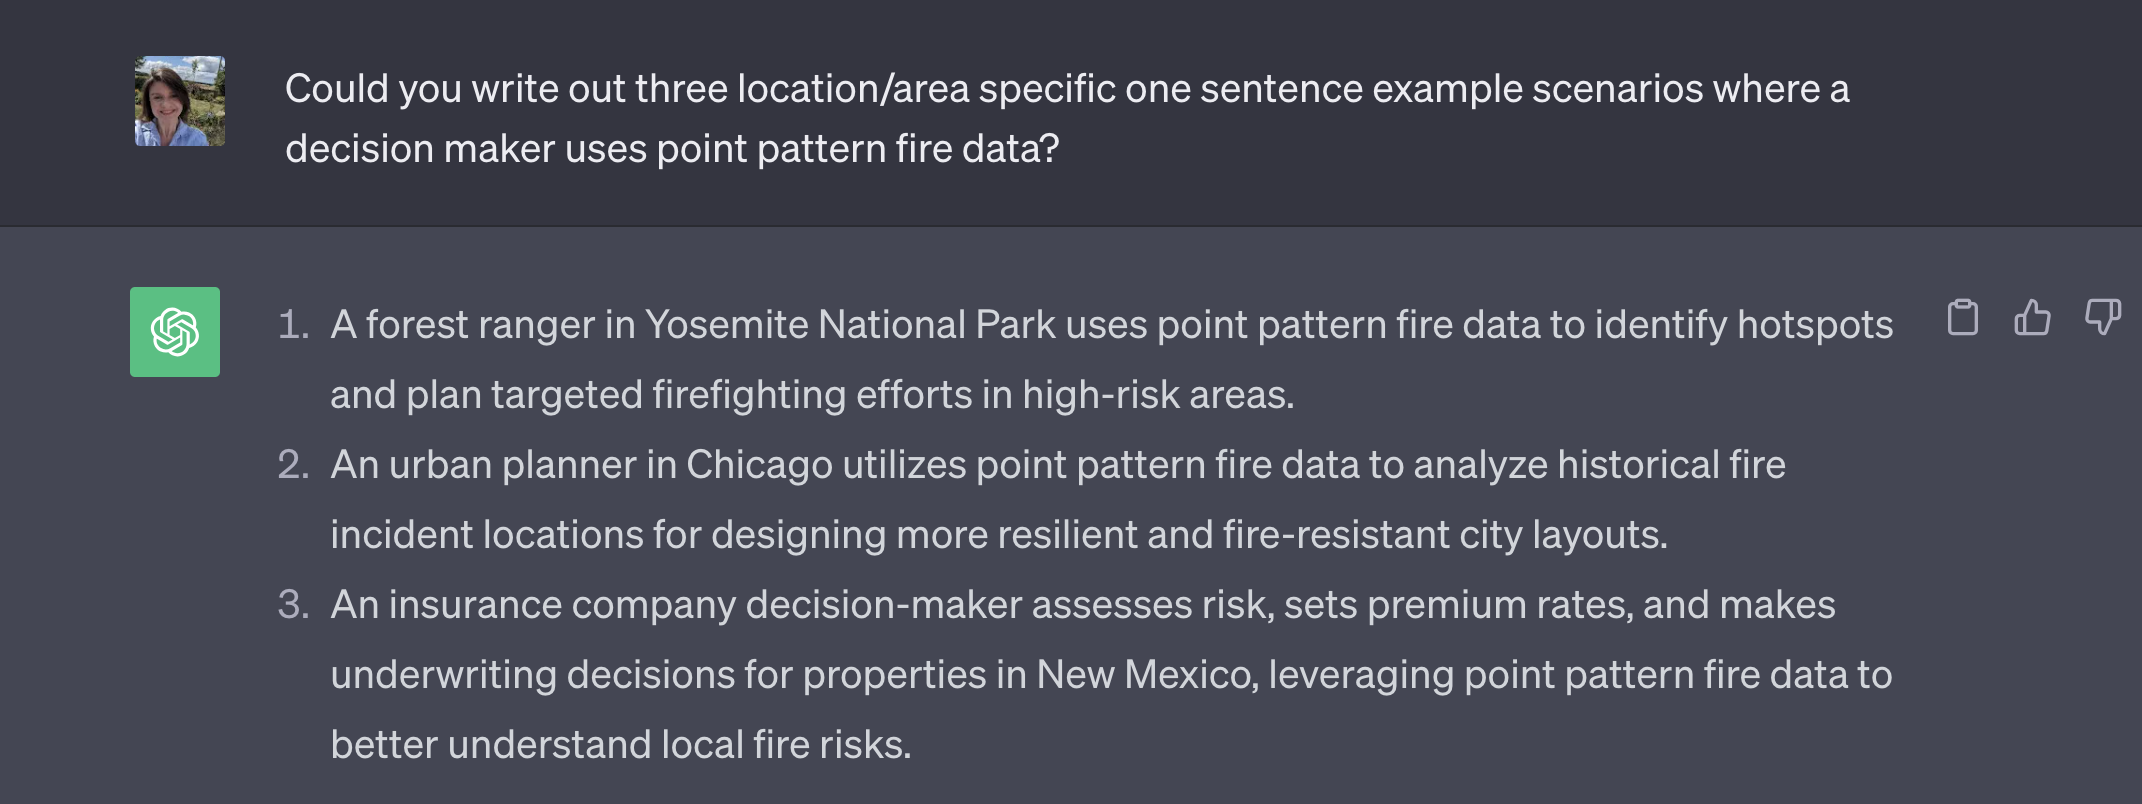 Could you write out three location/area specific one sentence example scenarios where a
decision maker uses point pattern fire data?
1. A forest ranger in Yosemite National Park uses point pattern fire data to identify hotspots
and plan targeted firefighting efforts in high-risk areas.
2. An urban planner in Chicago utilizes point pattern fire data to analyze historical fire
incident locations for designing more resilient and fire-resistant city layouts.
3. An insurance company decision-maker assesses risk, sets premium rates, and makes
underwriting decisions for properties in New Mexico, leveraging point pattern fire data to
better understand local fire risks.